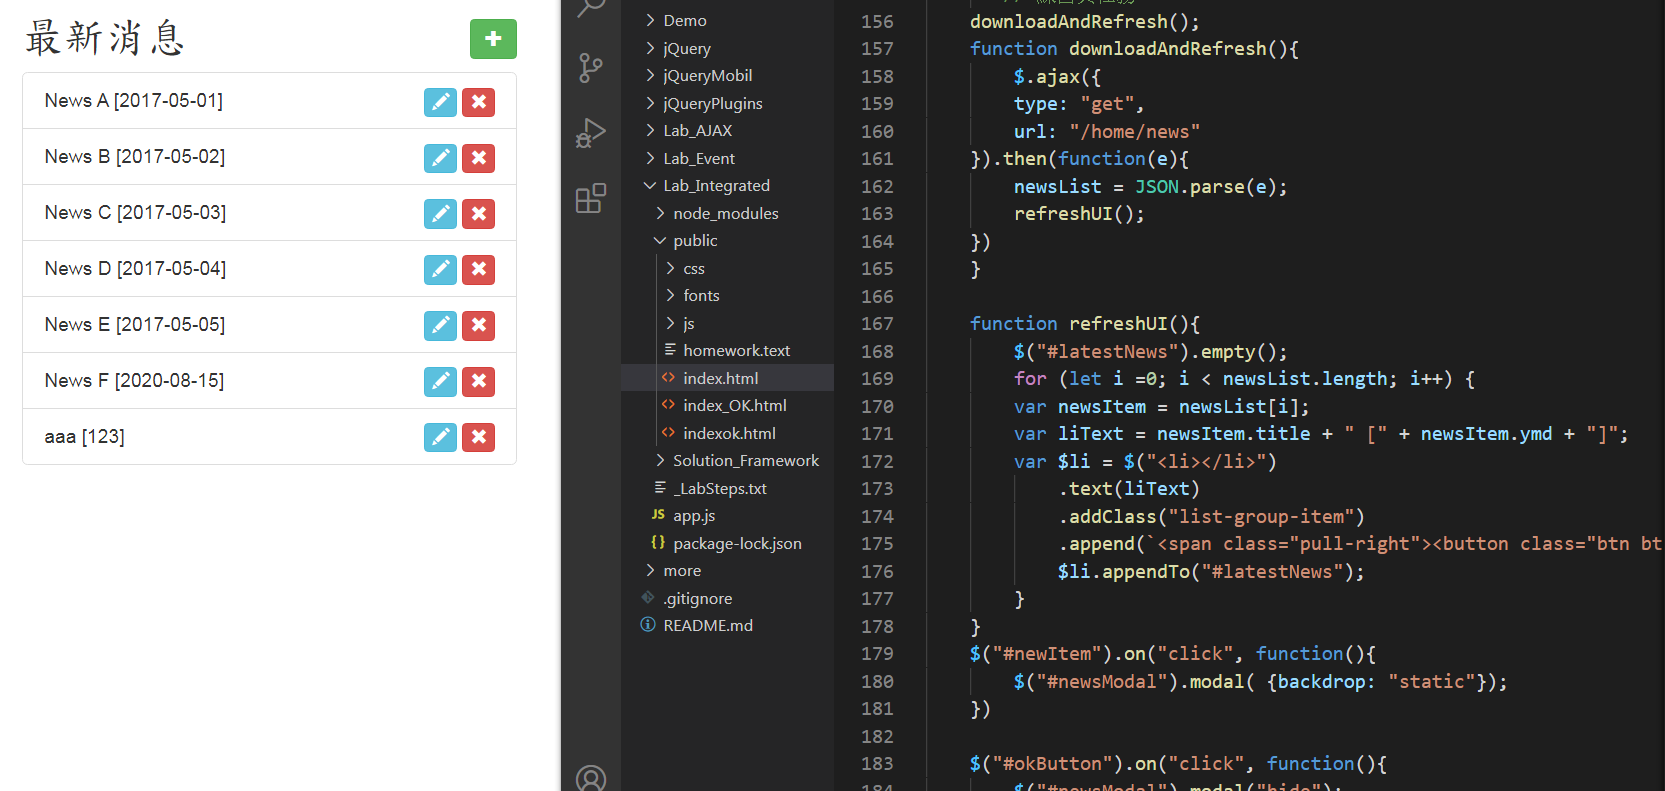 最新消息
News A [2017-05-01]
News B [2017-05-02]
News C [2017-05-03]
News D [2017-05-04]
News E [2017-05-05]
News F [2020-08-15]
aaa [123]
Demo
jQuery
jQueryMobil
jQueryPlugins
Lab_AJAX
Lab_Event
Lab_Integrated
node_modules
public
css
fonts
js
homework.text
index.html
index_OK.html
indexok.html
Solution_Framework
_LabSteps.txt
JS app.js
{} package-lock.json
more
.gitignore
README.md
156 downloadAndRefresh();
157 function downloadAndRefresh(){
158 $.ajax({
159 type: "get",
160 url: "/home/news"
161 }).then(function(e){
162 newsList = JSON.parse(e);
163 refreshUI();
164 })
165 }
166
167 function refreshUI(){
168 $("#latestNews").empty();
169 for (let i =0; i < newsList.length; i++) {
170 var newsItem = newsList[i];
171 var liText = newsItem.title + " [" + newsItem.ymd + "]";
172 var $li = $("<li></li>")
173 .text(liText)
174 .addClass("list-group-item")
175 .append(`<span class="pull-right"><button class="btn bt
176 $li.appendTo("#latestNews");
177 }
178 }
179 $("#newItem").on("click", function(){
180 $("#newsModal").modal( {backdrop: "static"});
181 })
182
183 $("#okButton").on("click", function(){
184 $("#newsModal").modal("hide");